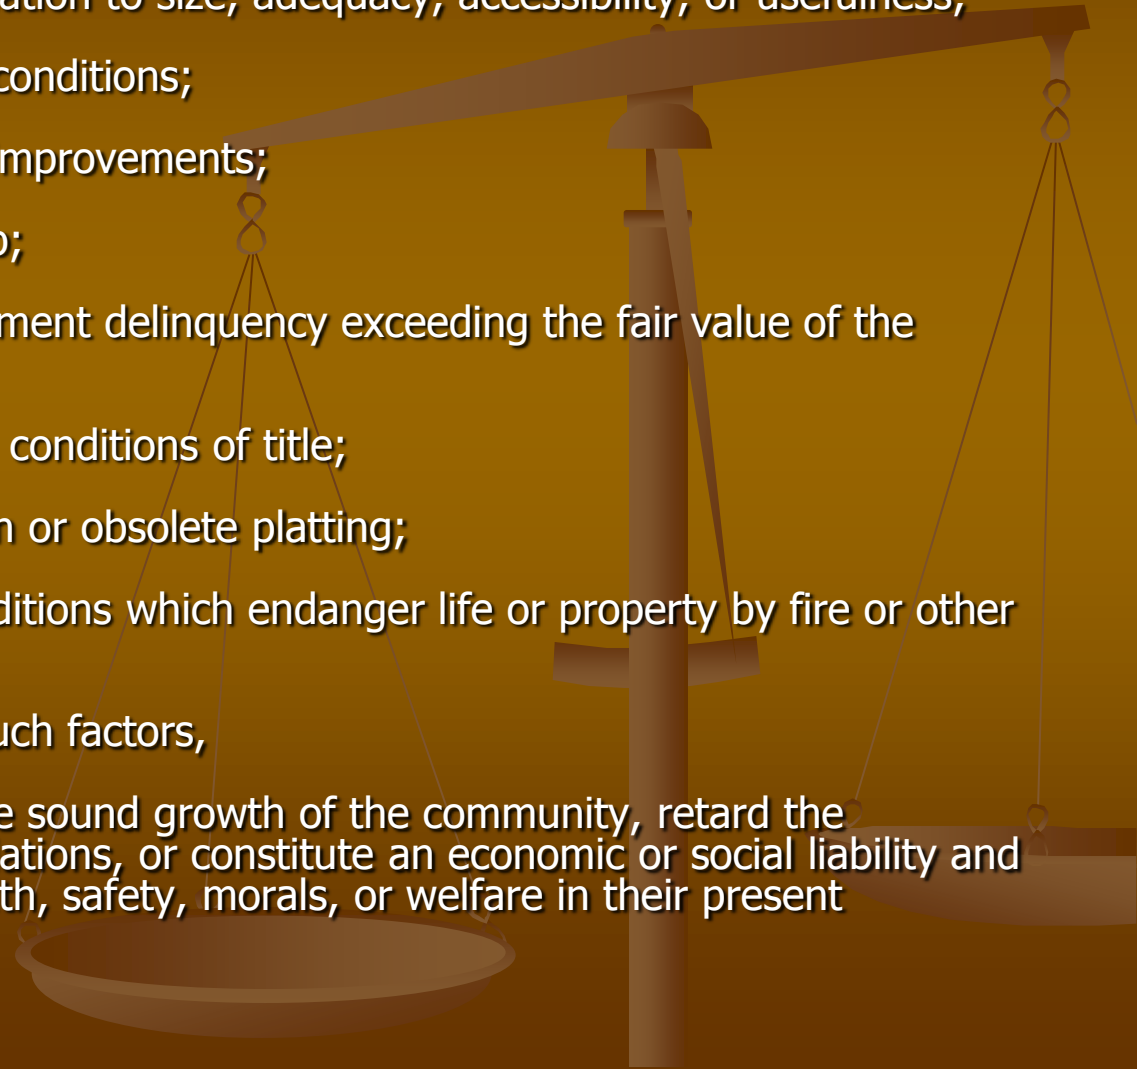 ation to size, adequacy, accessibility, or usefulness;
conditions;
mprovements;
;
ment delinquency exceeding the fair value of the
conditions of title;
or obsolete platting;
ditions which endanger life or property by fire or other
uch factors,
e sound growth of the community, retard the
ations, or constitute an economic or social liability and
th, safety, morals, or welfare in their present